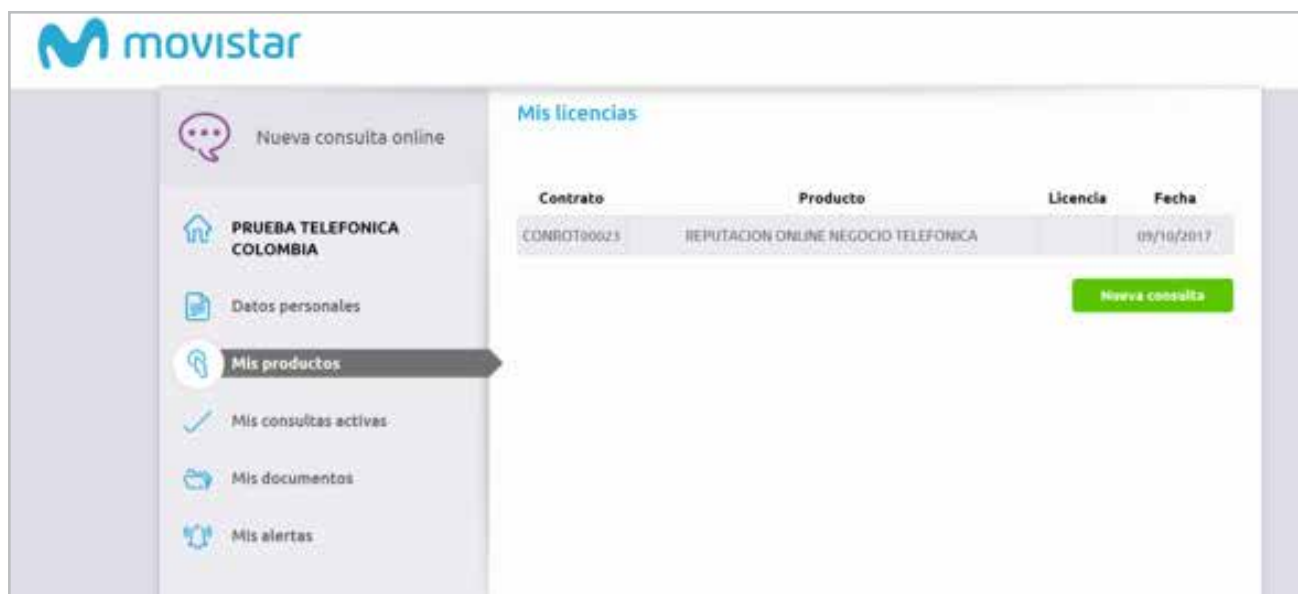 movistar
Nueva consulta online
PRUEBA TELEFONICA
COLOMBIA
Datos personales
Mis productos
Mis consultas activas
Mis documentos
Mis alertas
Mis licencias
Contrato Producto Licencia Fecha
CONROT00023 REPUTACION ONLINE NEGOCIO TELEFONICA 09/10/2017
Nueva consulta